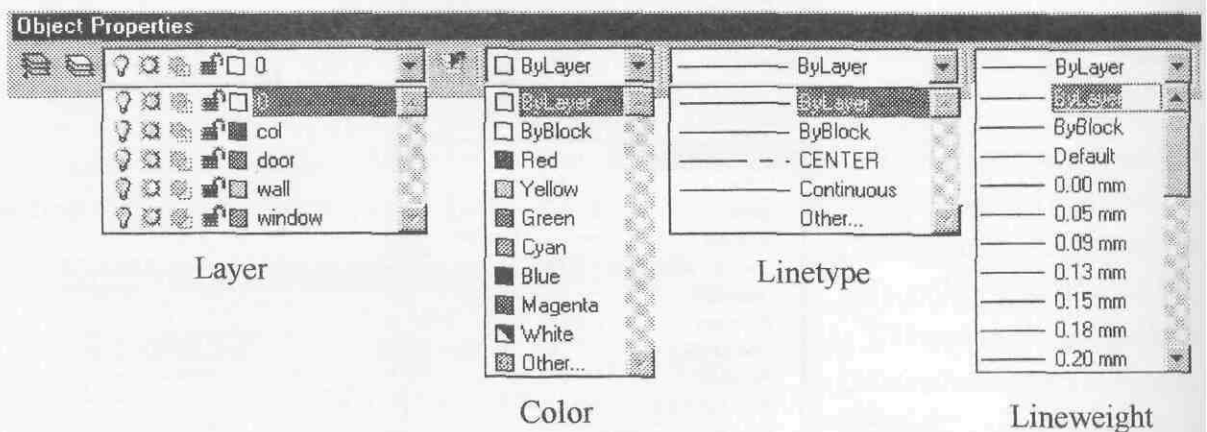 Object Properties
0
ByLayer
ByLayer
ByLayer
0
col
door
wall
window
Layer
ByLayer
ByBlock
Red
Yellow
Green
Cyan
Blue
Magenta
White
Other...
Color
ByLayer
ByBlock
CENTER
Continuous
Other...
Linetype
ByLayer
ByBlock
Default
0.00 mm
0.05 mm
0.09 mm
0.13 mm
0.15 mm
0.18 mm
0.20 mm
Lineweight